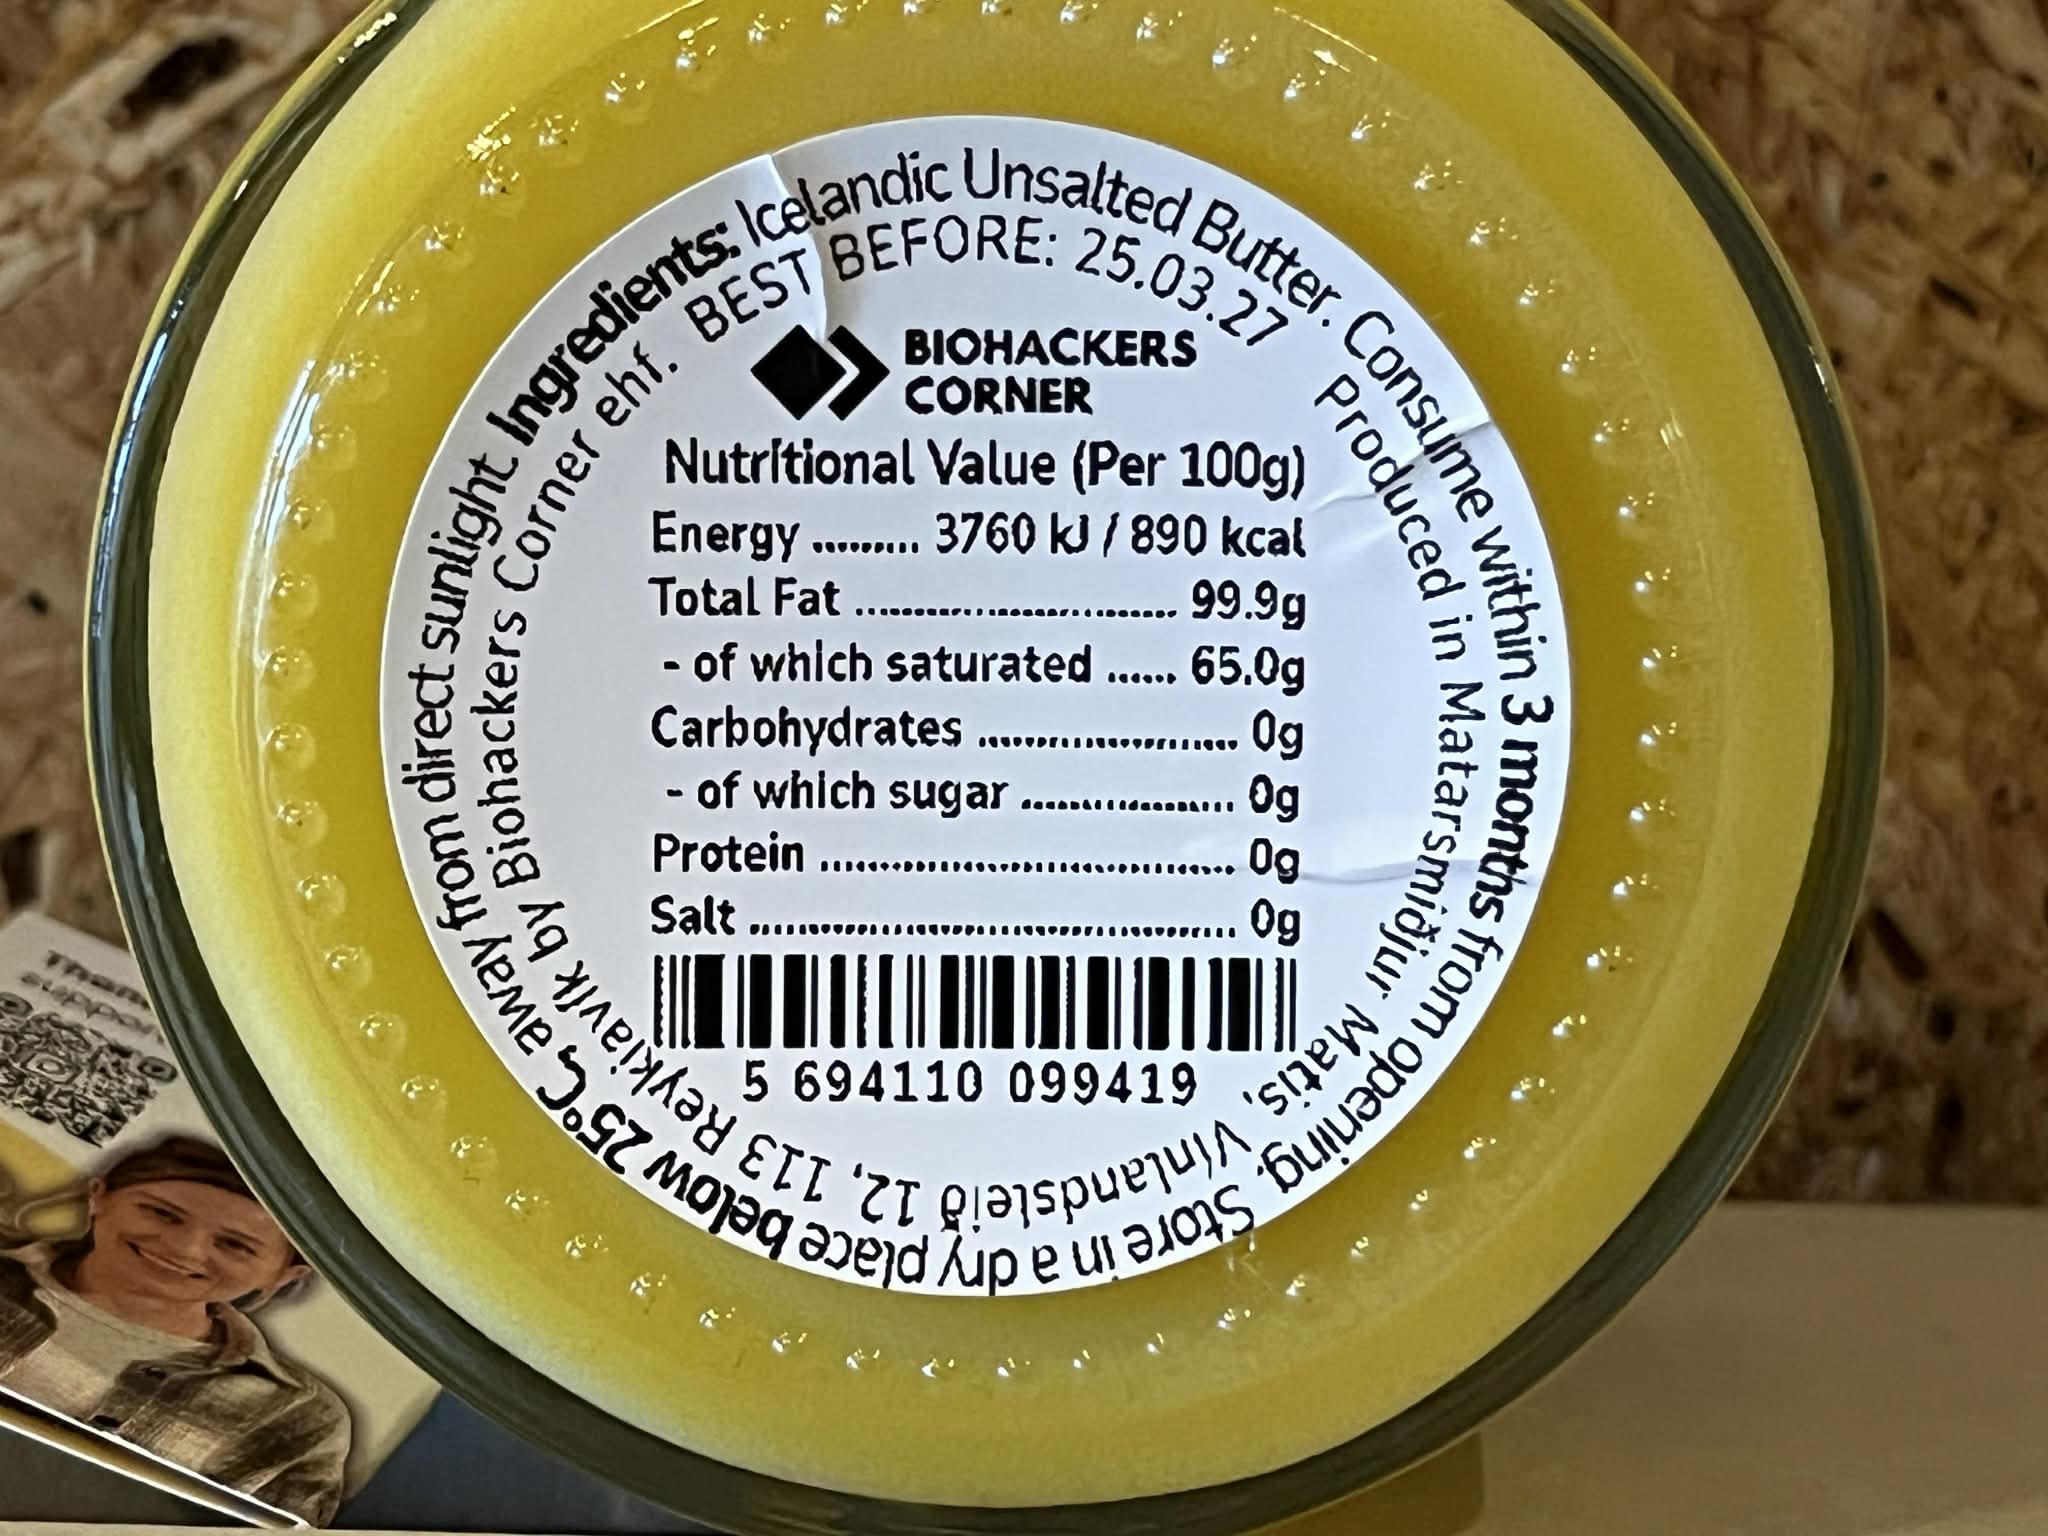 Ingredients: Icelandic Unsalted Butter. Consume within 3 months from opening. Store in a dry place below 25°C, away from direct sunlight.
BEST BEFORE: 25.03.27
Produced in Matarsmiðjur Matís, Vínlandsleið 12, 113 Reykjavík by Biohackers Corner ehf.
BIOHACKERS
CORNER
Nutritional Value (Per 100g)
Energy ......... 3760 kJ / 890 kcal
Total Fat ............................ 99.9g
- of which saturated ...... 65.0g
Carbohydrates ...................... 0g
- of which sugar .................. 0g
Protein .................................... 0g
Salt .......................................... 0g
5 694110 099419